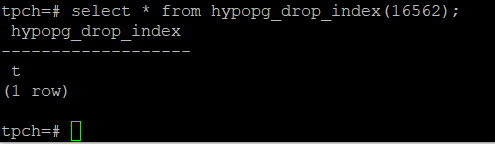 tpch=# select * from hypopg_drop_index(16562);
 hypopg_drop_index
-------------------
 t
(1 row)
tpch=#